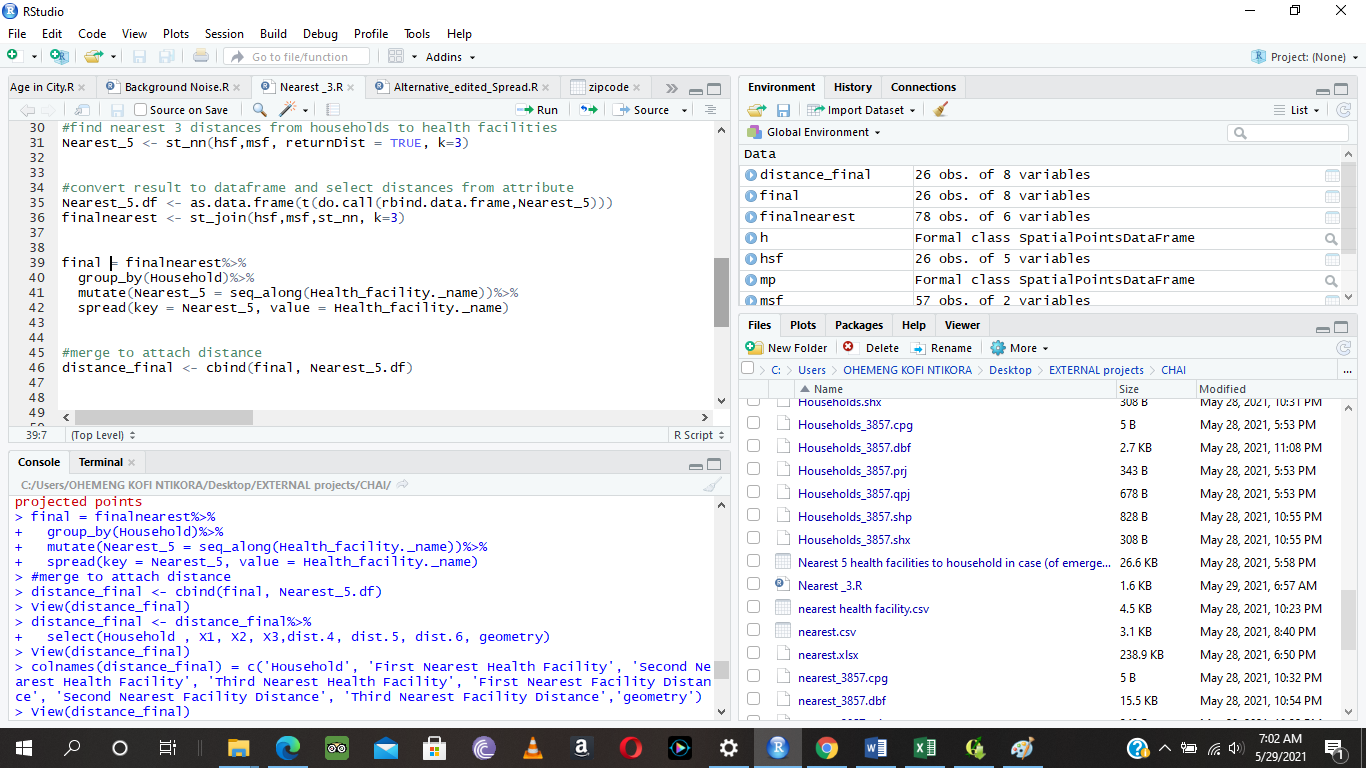 RStudio
File Edit Code View Plots Session Build Debug Profile Tools Help
Go to file/function Addins Project: (None)
Age in City.R Background Noise.R Nearest _3.R Alternative_edited_Spread.R zipcode
Source on Save Run Source
30 #find nearest 3 distances from households to health facilities
31 Nearest_5 <- st_nn(hsf,msf, returnDist = TRUE, k=3)
32
33
34 #convert result to dataframe and select distances from attribute
35 Nearest_5.df <- as.data.frame(t(do.call(rbind.data.frame,Nearest_5)))
36 finalnearest <- st_join(hsf,msf,st_nn, k=3)
37
38
39 final = finalnearest%>%
40 group_by(Household)%>%
41 mutate(Nearest_5 = seq_along(Health_facility._name))%>%
42 spread(key = Nearest_5, value = Health_facility._name)
43
44
45 #merge to attach distance
46 distance_final <- cbind(final, Nearest_5.df)
47
48
49
39:7 (Top Level) R Script
Console Terminal
C:/Users/OHEMENG KOFI NTIKORA/Desktop/EXTERNAL projects/CHAI/
projected points
> final = finalnearest%>%
+ group_by(Household)%>%
+ mutate(Nearest_5 = seq_along(Health_facility._name))%>%
+ spread(key = Nearest_5, value = Health_facility._name)
> #merge to attach distance
> distance_final <- cbind(final, Nearest_5.df)
> View(distance_final)
> distance_final <- distance_final%>%
+ select(Household , X1, X2, X3,dist.4, dist.5, dist.6, geometry)
> View(distance_final)
> colnames(distance_final) = c('Household', 'First Nearest Health Facility', 'Second Ne
arest Health Facility', 'Third Nearest Health Facility', 'First Nearest Facility Distan
ce', 'Second Nearest Facility Distance', 'Third Nearest Facility Distance','geometry')
> View(distance_final)
Environment History Connections
Import Dataset List
Global Environment
Data
distance_final 26 obs. of 8 variables
final 26 obs. of 8 variables
finalnearest 78 obs. of 6 variables
h Formal class SpatialPointsDataFrame
hsf 26 obs. of 5 variables
mp Formal class SpatialPointsDataFrame
msf 57 obs. of 2 variables
Files Plots Packages Help Viewer
New Folder Delete Rename More
C: Users OHEMENG KOFI NTIKORA Desktop EXTERNAL projects CHAI ...
Name Size Modified
Households.shx 308 B May 28, 2021, 10:31 PM
Households_3857.cpg 5 B May 28, 2021, 5:53 PM
Households_3857.dbf 2.7 KB May 28, 2021, 11:08 PM
Households_3857.prj 343 B May 28, 2021, 5:53 PM
Households_3857.qpj 678 B May 28, 2021, 5:53 PM
Households_3857.shp 828 B May 28, 2021, 10:55 PM
Households_3857.shx 308 B May 28, 2021, 10:55 PM
Nearest 5 health facilities to household in case (of emerge... 26.6 KB May 28, 2021, 5:58 PM
Nearest _3.R 1.6 KB May 29, 2021, 6:57 AM
nearest health facility.csv 4.5 KB May 28, 2021, 10:23 PM
nearest.csv 3.1 KB May 28, 2021, 8:40 PM
nearest.xlsx 238.9 KB May 28, 2021, 6:50 PM
nearest_3857.cpg 5 B May 28, 2021, 10:32 PM
nearest_3857.dbf 15.5 KB May 28, 2021, 10:54 PM
7:02 AM
5/29/2021
1